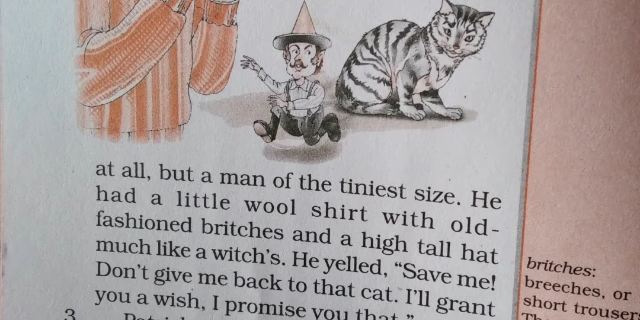 at all, but a man of the tiniest size. He
had a little wool shirt with old-
fashioned britches and a high tall hat
much like a witch's. He yelled, "Save me!
Don't give me back to that cat. I'll grant
you a wish, I promise you that."
3
britches:
breeches, or
short trouser